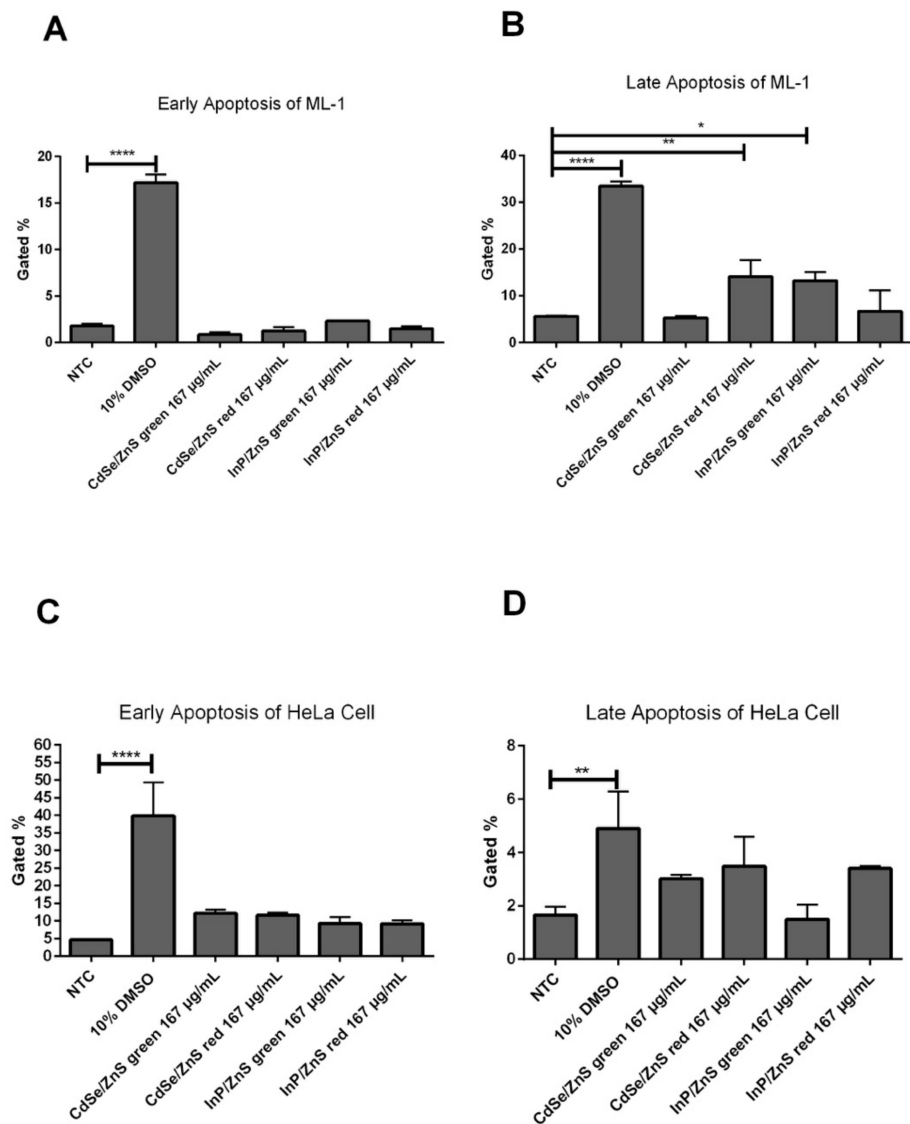 A
Early Apoptosis of ML-1
Gated %
20
15
10
5
0
****
NTC
10% DMSO
CdSe/ZnS green 167 µg/mL
CdSe/ZnS red 167 µg/mL
InP/ZnS green 167 µg/mL
InP/ZnS red 167 µg/mL
B
Late Apoptosis of ML-1
Gated %
40
30
20
10
0
*
**
****
NTC
10% DMSO
CdSe/ZnS green 167 µg/mL
CdSe/ZnS red 167 µg/mL
InP/ZnS green 167 µg/mL
InP/ZnS red 167 µg/mL
C
Early Apoptosis of HeLa Cell
Gated %
60
55
50
45
40
35
30
25
20
15
10
5
0
****
NTC
10% DMSO
CdSe/ZnS green 167 µg/mL
CdSe/ZnS red 167 µg/mL
InP/ZnS green 167 µg/mL
InP/ZnS red 167 µg/mL
D
Late Apoptosis of HeLa Cell
Gated %
8
6
4
2
0
**
NTC
10% DMSO
CdSe/ZnS green 167 µg/mL
CdSe/ZnS red 167 µg/mL
InP/ZnS green 167 µg/mL
InP/ZnS red 167 µg/mL